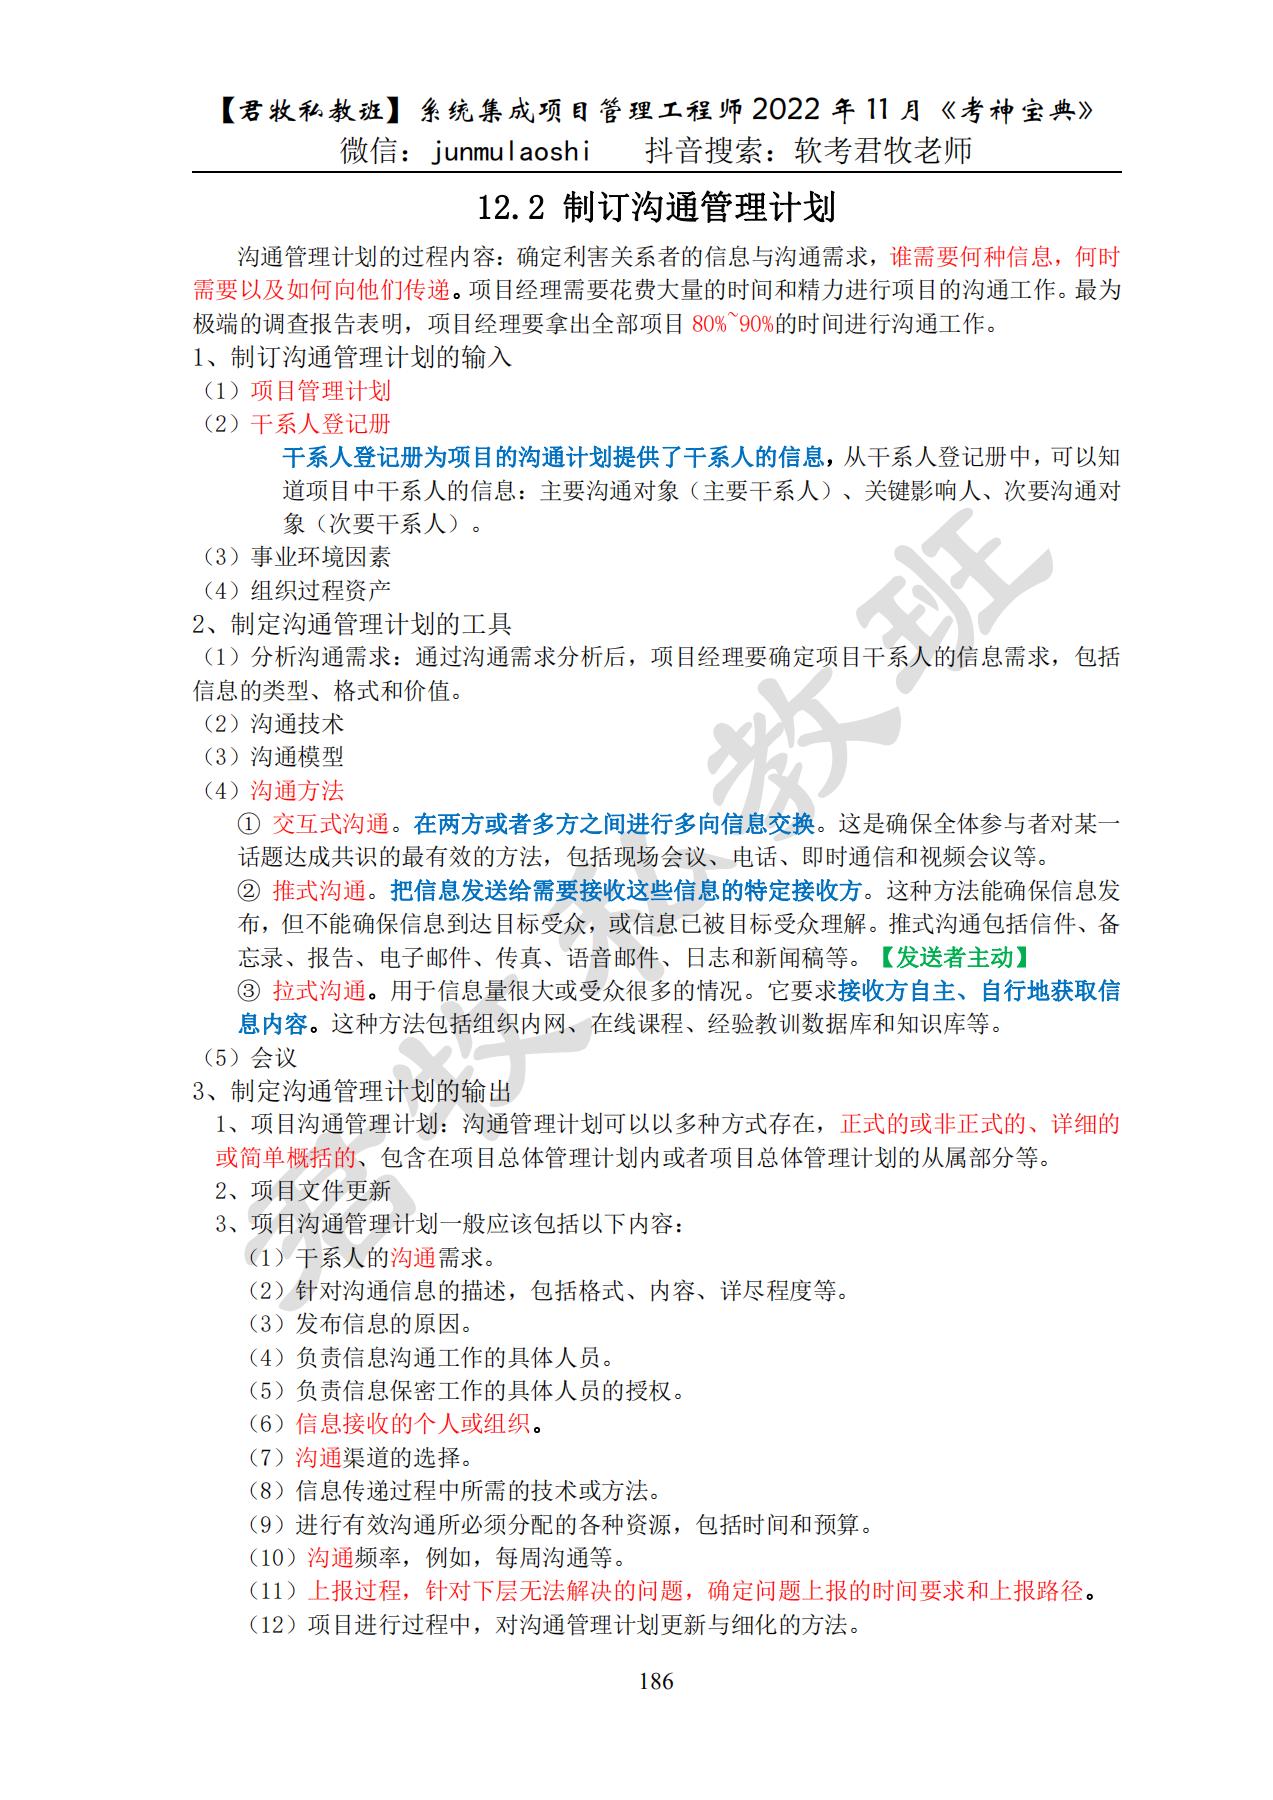 【君牧私教班】系统集成项目管理工程师 2022 年 11 月《考神宝典》
微信：junmulaoshi 抖音搜索：软考君牧老师
12.2 制订沟通管理计划
沟通管理计划的过程内容：确定利害关系者的信息与沟通需求，谁需要何种信息，何时
需要以及如何向他们传递。项目经理需要花费大量的时间和精力进行项目的沟通工作。最为
极端的调查报告表明，项目经理要拿出全部项目 80%~90%的时间进行沟通工作。
1、制订沟通管理计划的输入
（1）项目管理计划
（2）干系人登记册
干系人登记册为项目的沟通计划提供了干系人的信息，从干系人登记册中，可以知
道项目中干系人的信息：主要沟通对象（主要干系人）、关键影响人、次要沟通对
象（次要干系人）。
（3）事业环境因素
（4）组织过程资产
2、制定沟通管理计划的工具
（1）分析沟通需求：通过沟通需求分析后，项目经理要确定项目干系人的信息需求，包括
信息的类型、格式和价值。
（2）沟通技术
（3）沟通模型
（4）沟通方法
① 交互式沟通。在两方或者多方之间进行多向信息交换。这是确保全体参与者对某一
话题达成共识的最有效的方法，包括现场会议、电话、即时通信和视频会议等。
② 推式沟通。把信息发送给需要接收这些信息的特定接收方。这种方法能确保信息发
布，但不能确保信息到达目标受众，或信息已被目标受众理解。推式沟通包括信件、备
忘录、报告、电子邮件、传真、语音邮件、日志和新闻稿等。【发送者主动】
③ 拉式沟通。用于信息量很大或受众很多的情况。它要求接收方自主、自行地获取信
息内容。这种方法包括组织内网、在线课程、经验教训数据库和知识库等。
（5）会议
3、制定沟通管理计划的输出
1、项目沟通管理计划：沟通管理计划可以以多种方式存在，正式的或非正式的、详细的
或简单概括的、包含在项目总体管理计划内或者项目总体管理计划的从属部分等。
2、项目文件更新
3、项目沟通管理计划一般应该包括以下内容：
（1）干系人的沟通需求。
（2）针对沟通信息的描述，包括格式、内容、详尽程度等。
（3）发布信息的原因。
（4）负责信息沟通工作的具体人员。
（5）负责信息保密工作的具体人员的授权。
（6）信息接收的个人或组织。
（7）沟通渠道的选择。
（8）信息传递过程中所需的技术或方法。
（9）进行有效沟通所必须分配的各种资源，包括时间和预算。
（10）沟通频率，例如，每周沟通等。
（11）上报过程，针对下层无法解决的问题，确定问题上报的时间要求和上报路径。
（12）项目进行过程中，对沟通管理计划更新与细化的方法。
186
君牧私教班